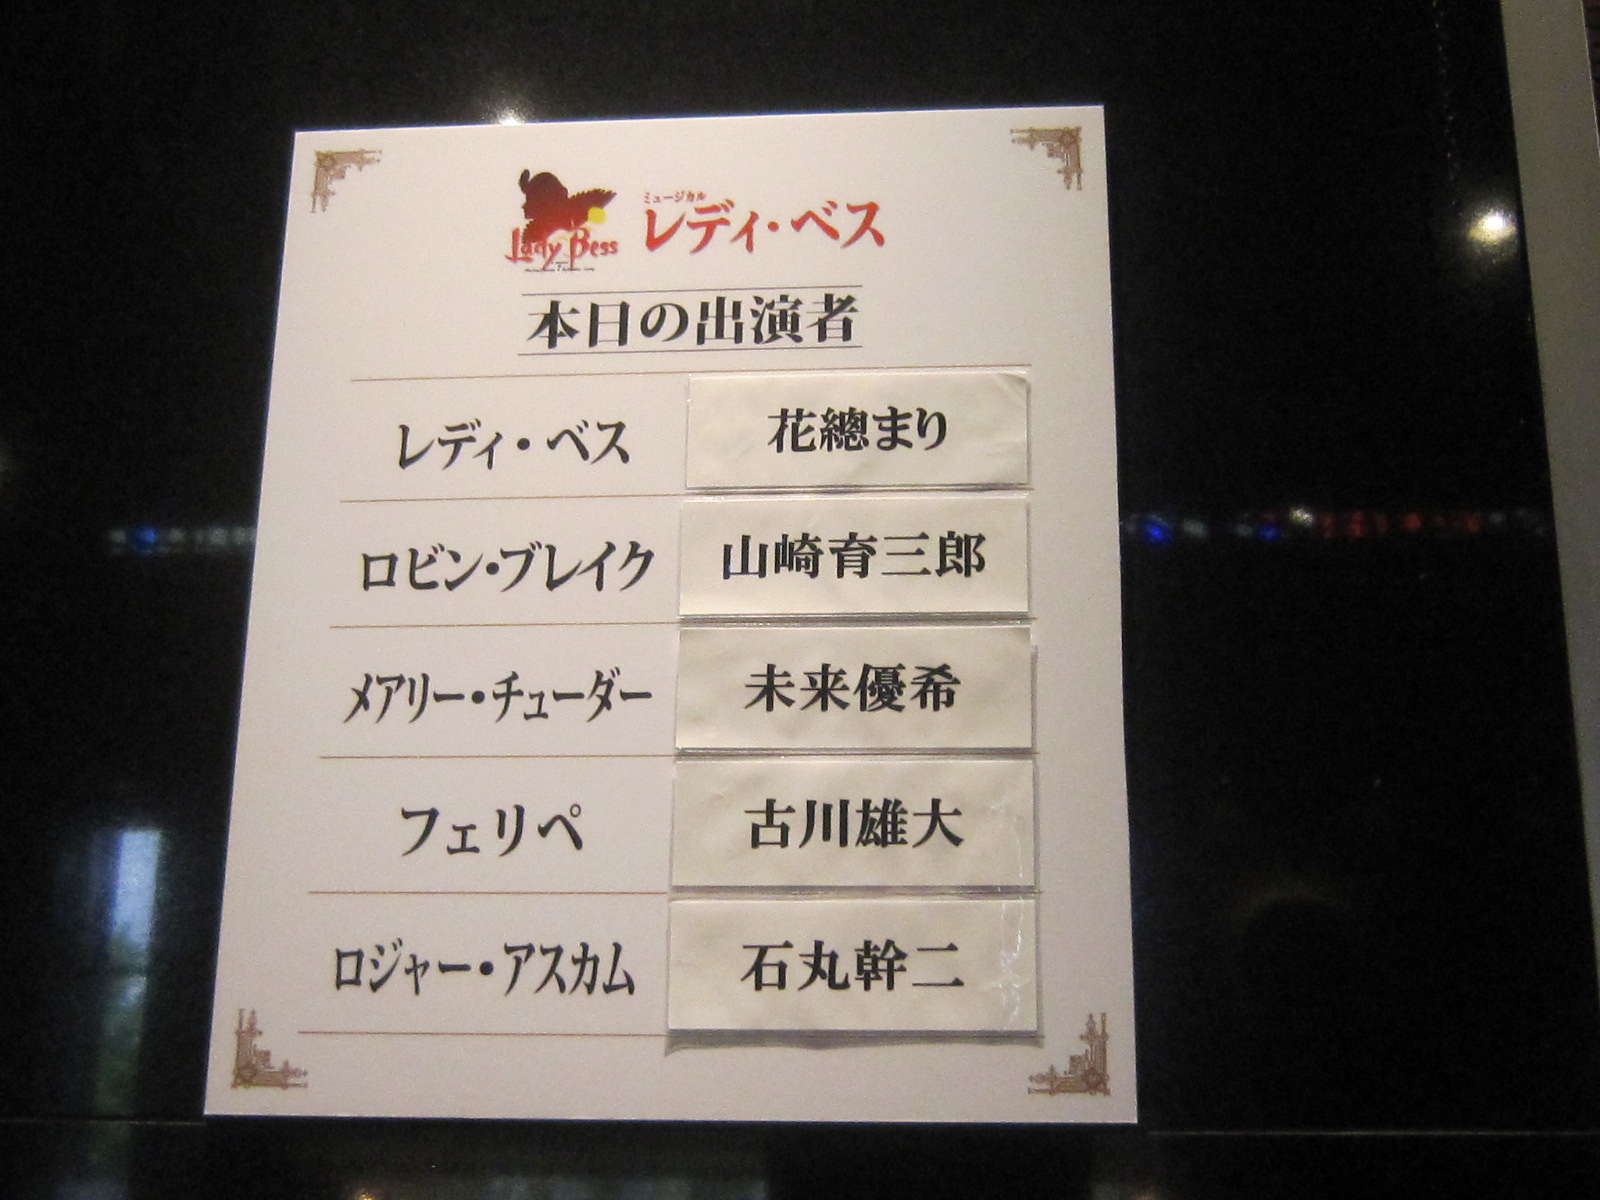 Lady Bess
ミュージカル
レディ・ベス
本日の出演者
レディ・ベス 花總まり
ロビン・ブレイク 山崎育三郎
メアリー・チューダー 未来優希
フェリペ 古川雄大
ロジャー・アスカム 石丸幹二